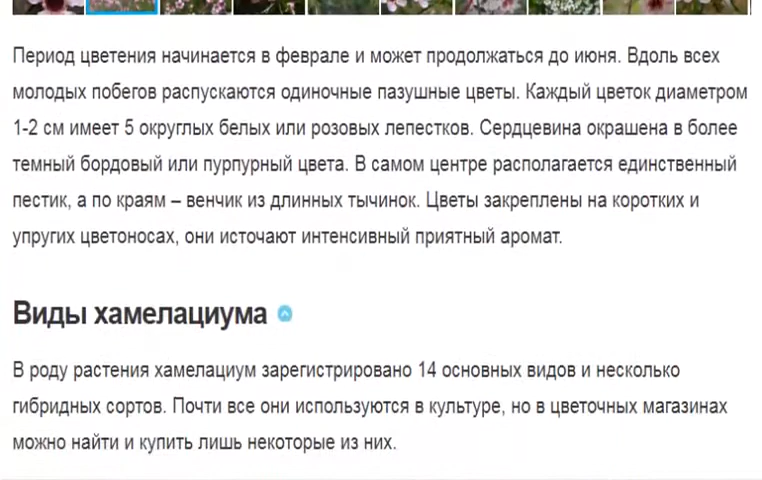 Период цветения начинается в феврале и может продолжаться до июня. Вдоль всех
молодых побегов распускаются одиночные пазушные цветы. Каждый цветок диаметром
1-2 см имеет 5 округлых белых или розовых лепестков. Сердцевина окрашена в более
темный бордовый или пурпурный цвета. В самом центре располагается единственный
пестик, а по краям – венчик из длинных тычинок. Цветы закреплены на коротких и
упругих цветоносах, они источают интенсивный приятный аромат.
Виды хамелациума
В роду растения хамелациум зарегистрировано 14 основных видов и несколько
гибридных сортов. Почти все они используются в культуре, но в цветочных магазинах
можно найти и купить лишь некоторые из них.